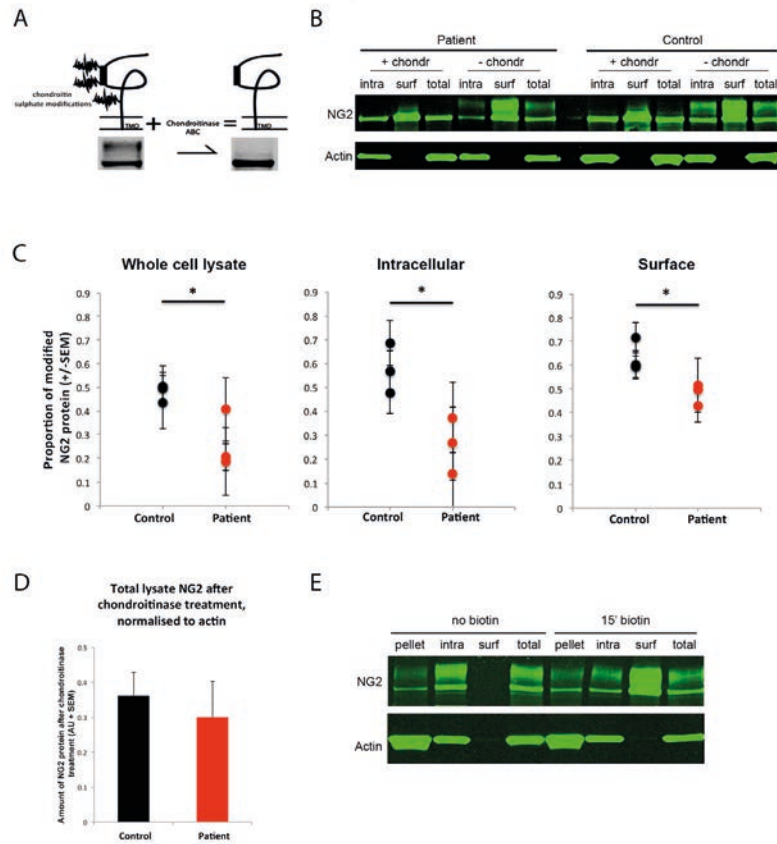 A
chondroitin
sulphate modifications
TMD
+
Chondroitinase
ABC
=
TMD
B
Patient
Control
+ chondr
- chondr
+ chondr
- chondr
intra surf total intra surf total intra surf total intra surf total
NG2
Actin
C
Whole cell lysate
Intracellular
Surface
Proportion of modified
NG2 protein (+/-SEM)
0.9
0.8
0.7
0.6
0.5
0.4
0.3
0.2
0.1
0
*
Control Patient
0.9
0.8
0.7
0.6
0.5
0.4
0.3
0.2
0.1
0
*
Control Patient
0.9
0.8
0.7
0.6
0.5
0.4
0.3
0.2
0.1
0
*
Control Patient
D
Total lysate NG2 after
chondroitinase treatment,
normalised to actin
Amount of NG2 protein after chondroitinase
treatment (AU + SEM)
0.5
0.4
0.3
0.2
0.1
0
Control Patient
E
no biotin
15' biotin
pellet intra surf total pellet intra surf total
NG2
Actin